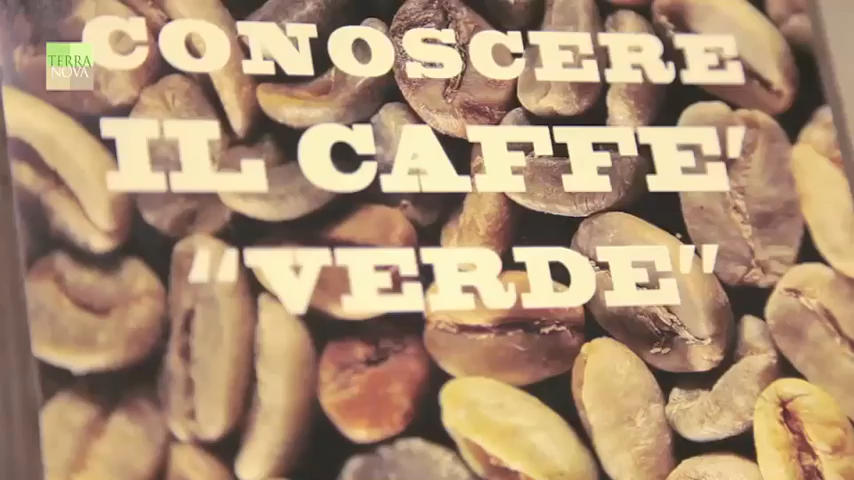 TERRA
NOVA
CONOSCERE
IL CAFFE'
"VERDE"